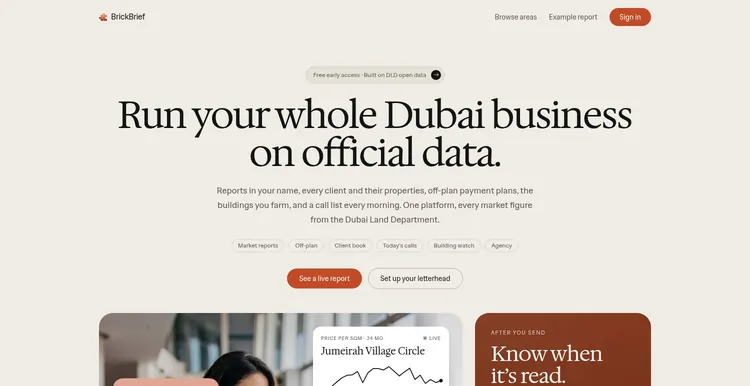 BrickBrief
Browse areas
Example report
Sign in
Free early access · Built on DLD open data
Run your whole Dubai business
on official data.
Reports in your name, every client and their properties, off-plan payment plans, the
buildings you farm, and a call list every morning. One platform, every market figure
from the Dubai Land Department.
Market reports
Off-plan
Client book
Today's calls
Building watch
Agency
See a live report
Set up your letterhead
PRICE PER SQM · 24 MO
LIVE
Jumeirah Village Circle
AFTER YOU SEND
Know when
it's read.